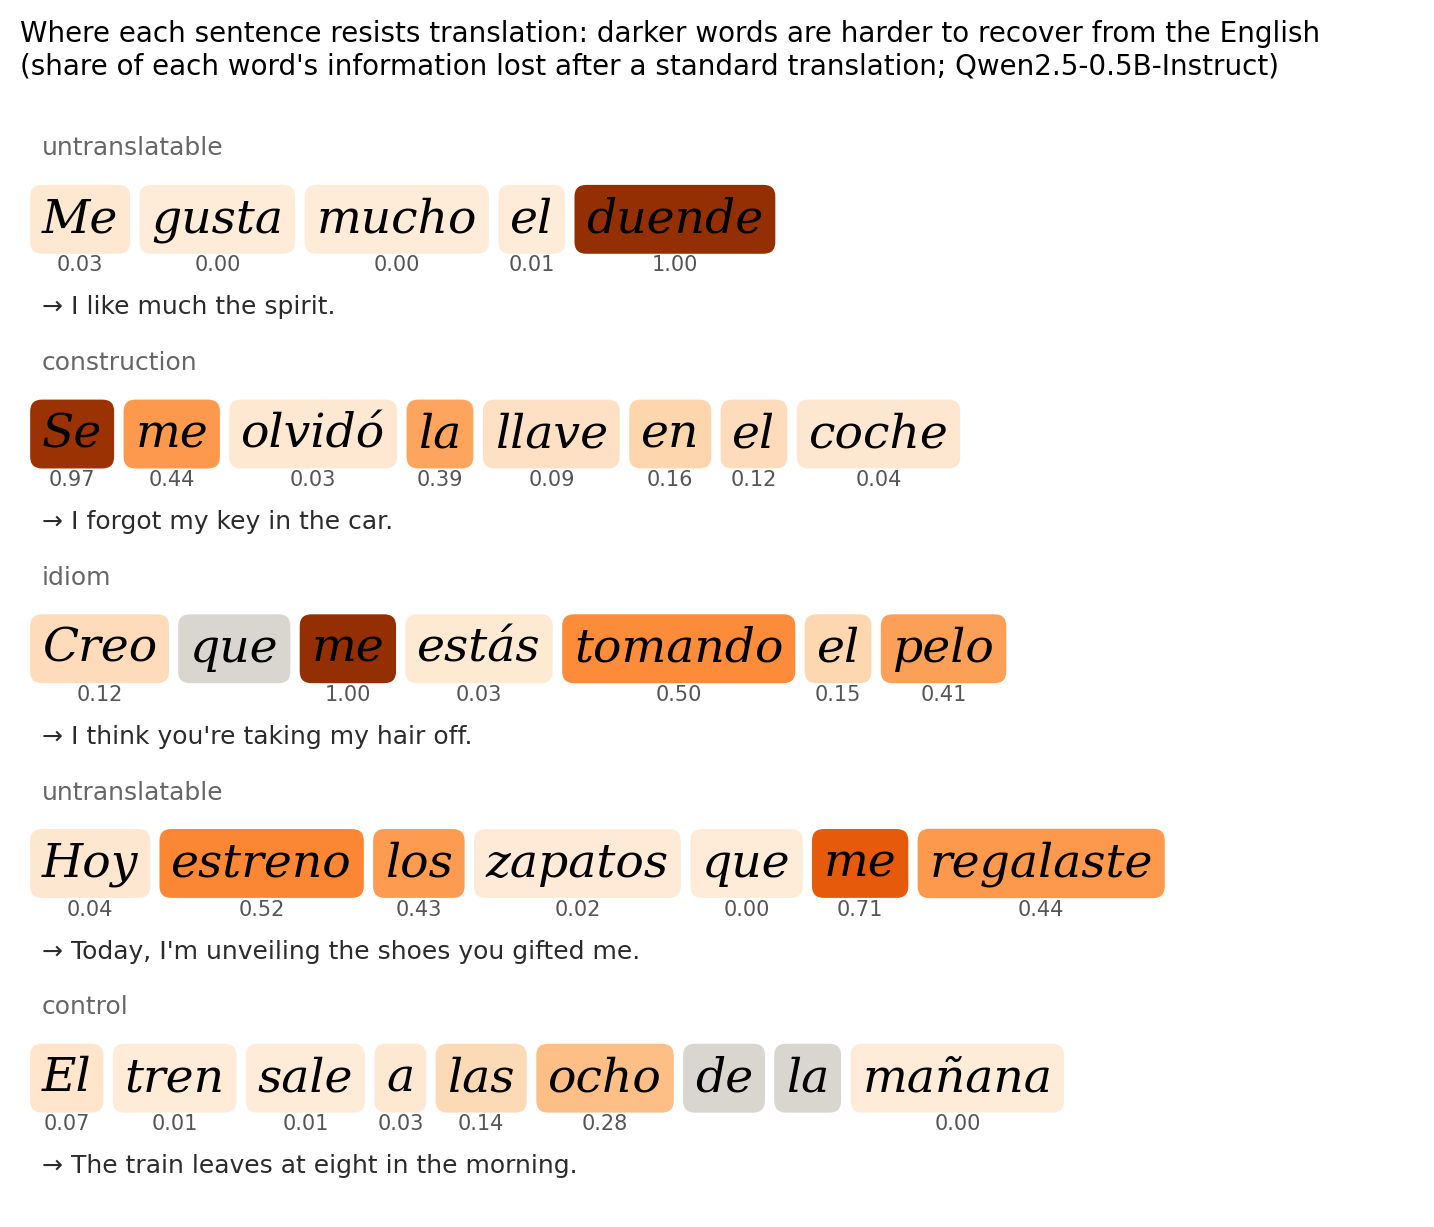 Where each sentence resists translation: darker words are harder to recover from the English
(share of each word's information lost after a standard translation; Qwen2.5-0.5B-Instruct)
untranslatable
Me gusta mucho el duende
0.03 0.00 0.00 0.01 1.00
→ I like much the spirit.
construction
Se me olvidó la llave en el coche
0.97 0.44 0.03 0.39 0.09 0.16 0.12 0.04
→ I forgot my key in the car.
idiom
Creo que me estás tomando el pelo
0.12 1.00 0.03 0.50 0.15 0.41
→ I think you're taking my hair off.
untranslatable
Hoy estreno los zapatos que me regalaste
0.04 0.52 0.43 0.02 0.00 0.71 0.44
→ Today, I'm unveiling the shoes you gifted me.
control
El tren sale a las ocho de la mañana
0.07 0.01 0.01 0.03 0.14 0.28 0.00
→ The train leaves at eight in the morning.